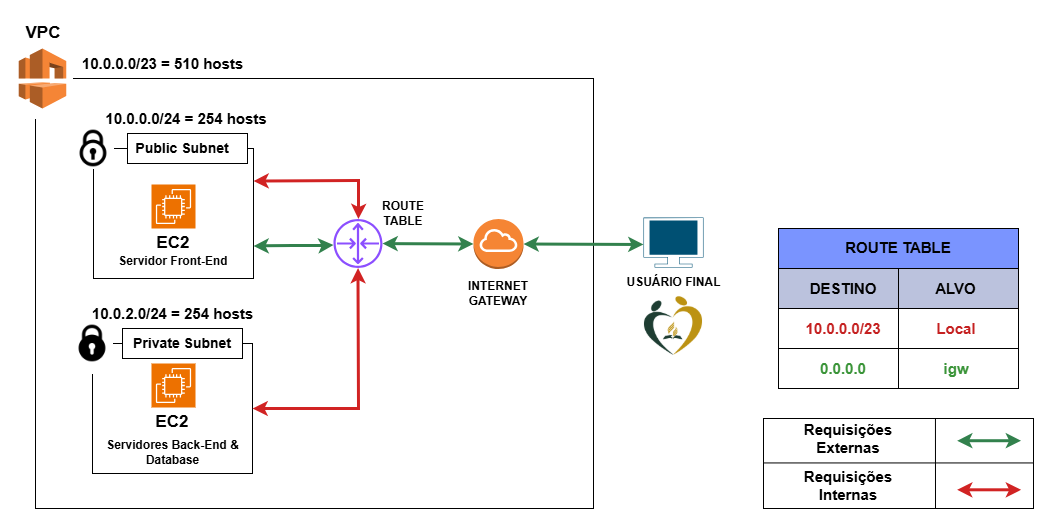 VPC
10.0.0.0/23 = 510 hosts
10.0.0.0/24 = 254 hosts
Public Subnet
EC2
Servidor Front-End
10.0.2.0/24 = 254 hosts
Private Subnet
EC2
Servidores Back-End &
Database
ROUTE
TABLE
INTERNET
GATEWAY
USUÁRIO FINAL
ROUTE TABLE
DESTINO ALVO
10.0.0.0/23 Local
0.0.0.0 igw
Requisições
Externas
Requisições
Internas